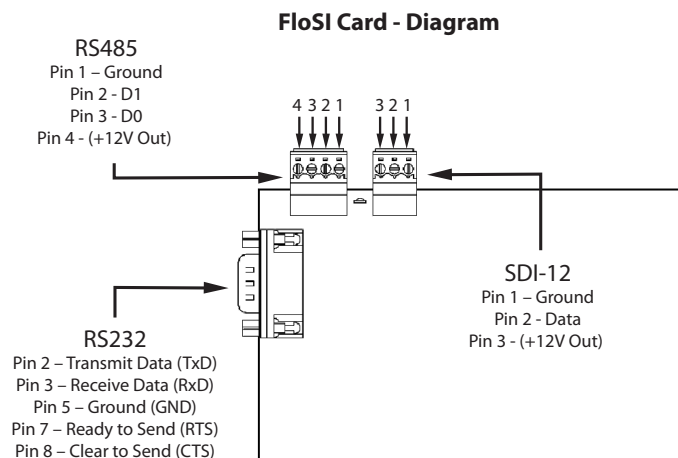 FloSI Card - Diagram
RS485
Pin 1 – Ground
Pin 2 - D1
Pin 3 - D0
Pin 4 - (+12V Out)
4 3 2 1
3 2 1
SDI-12
Pin 1 – Ground
Pin 2 - Data
Pin 3 - (+12V Out)
RS232
Pin 2 – Transmit Data (TxD)
Pin 3 – Receive Data (RxD)
Pin 5 – Ground (GND)
Pin 7 – Ready to Send (RTS)
Pin 8 – Clear to Send (CTS)